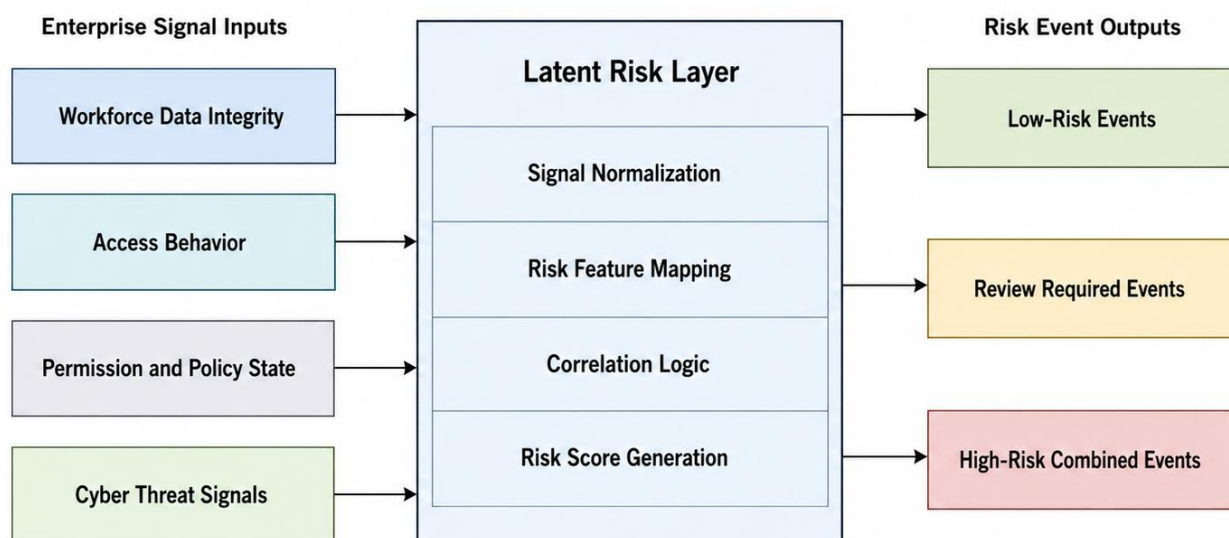 Enterprise Signal Inputs
Workforce Data Integrity
Access Behavior
Permission and Policy State
Cyber Threat Signals
Latent Risk Layer
Signal Normalization
Risk Feature Mapping
Correlation Logic
Risk Score Generation
Risk Event Outputs
Low-Risk Events
Review Required Events
High-Risk Combined Events